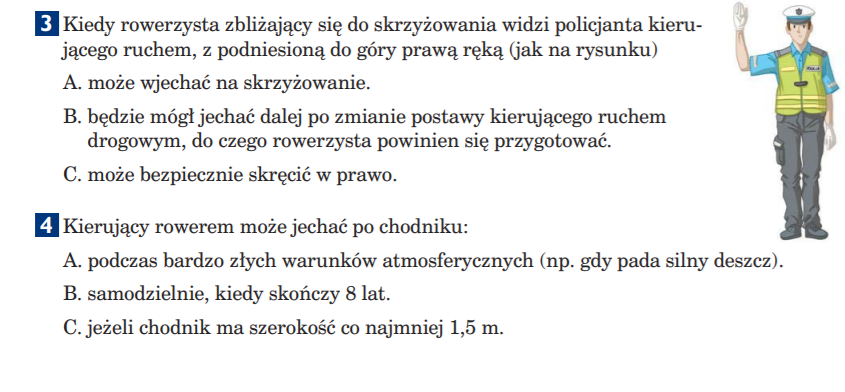 3 Kiedy rowerzysta zbliżający się do skrzyżowania widzi policjanta kieru-
jącego ruchem, z podniesioną do góry prawą ręką (jak na rysunku)
A. może wjechać na skrzyżowanie.
B. będzie mógł jechać dalej po zmianie postawy kierującego ruchem
drogowym, do czego rowerzysta powinien się przygotować.
C. może bezpiecznie skręcić w prawo.
4 Kierujący rowerem może jechać po chodniku:
A. podczas bardzo złych warunków atmosferycznych (np. gdy pada silny deszcz).
B. samodzielnie, kiedy skończy 8 lat.
C. jeżeli chodnik ma szerokość co najmniej 1,5 m.